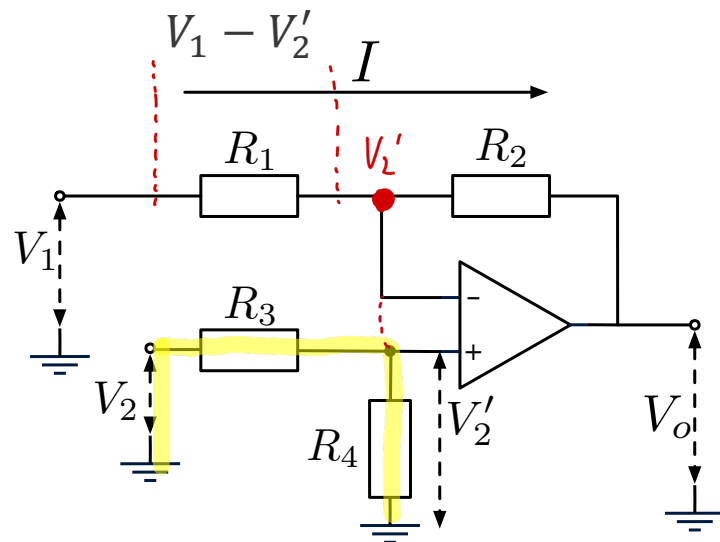 V₁ − V₂′
I
R₁
V₂′
R₂
V₁
R₃
−
+
V₂
R₄
V₂′
Vₒ